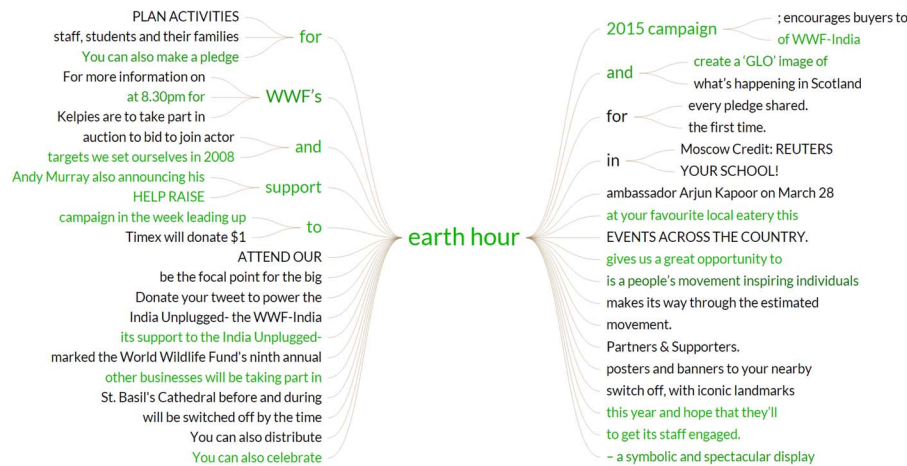 PLAN ACTIVITIES
staff, students and their families
You can also make a pledge
for
For more information on
at 8.30pm for
Kelpies are to take part in
WWF's
auction to bid to join actor
targets we set ourselves in 2008
and
Andy Murray also announcing his
HELP RAISE
support
campaign in the week leading up
Timex will donate $1
to
ATTEND OUR
be the focal point for the big
Donate your tweet to power the
India Unplugged- the WWF-India
its support to the India Unplugged-
marked the World Wildlife Fund's ninth annual
other businesses will be taking part in
St. Basil's Cathedral before and during
will be switched off by the time
You can also distribute
You can also celebrate
earth hour
2015 campaign
; encourages buyers to
of WWF-India
and
create a ‘GLO’ image of
what's happening in Scotland
for
every pledge shared.
the first time.
in
Moscow Credit: REUTERS
YOUR SCHOOL!
ambassador Arjun Kapoor on March 28
at your favourite local eatery this
EVENTS ACROSS THE COUNTRY.
gives us a great opportunity to
is a people's movement inspiring individuals
makes its way through the estimated
movement.
Partners & Supporters.
posters and banners to your nearby
switch off, with iconic landmarks
this year and hope that they'll
to get its staff engaged.
– a symbolic and spectacular display